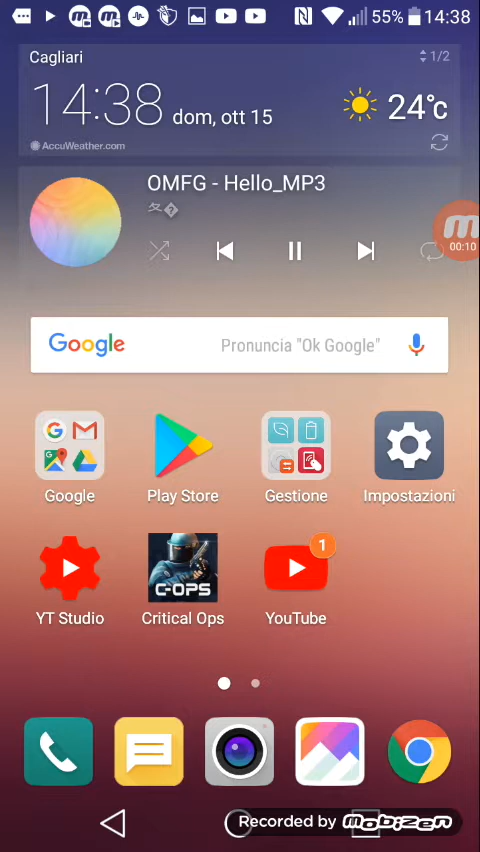 55% 14:38
Cagliari
1/2
14:38 dom, ott 15
24°c
AccuWeather.com
OMFG - Hello_MP3
00:10
Google
Pronuncia "Ok Google"
Google
Play Store
Gestione
Impostazioni
1
C-OPS
YT Studio
Critical Ops
YouTube
Recorded by Mobizen